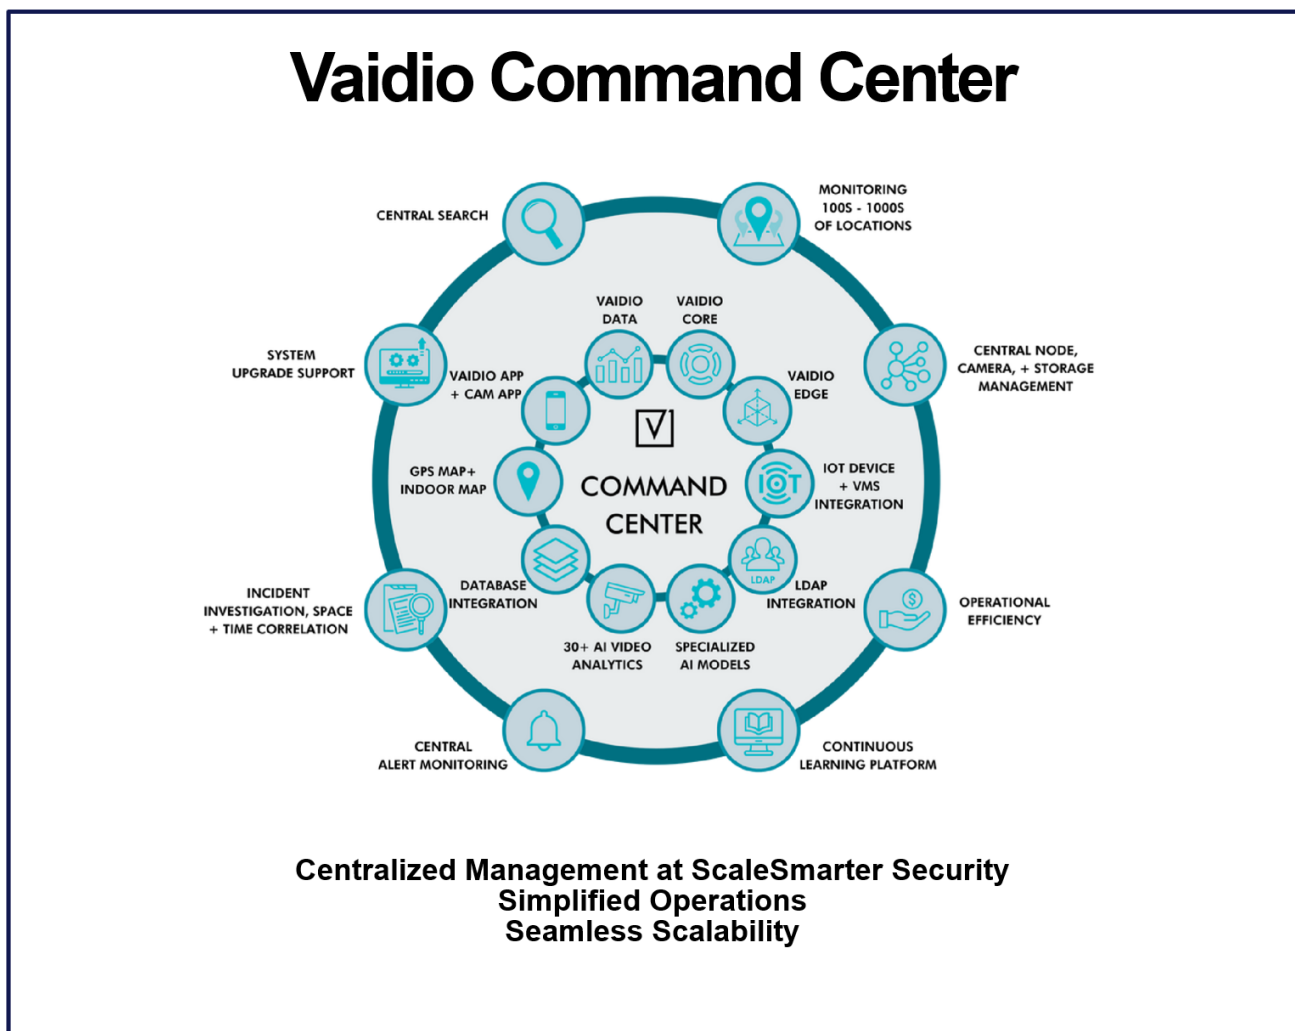 Vaidio Command Center
CENTRAL SEARCH
MONITORING
100S - 1000S
OF LOCATIONS
VAIDIO
DATA
VAIDIO
CORE
SYSTEM
UPGRADE SUPPORT
VAIDIO APP
+ CAM APP
VAIDIO
EDGE
CENTRAL NODE,
CAMERA, + STORAGE
MANAGEMENT
V
GPS MAP+
INDOOR MAP
COMMAND
CENTER
IOT
IOT DEVICE
+ VMS
INTEGRATION
INCIDENT
INVESTIGATION, SPACE
+ TIME CORRELATION
DATABASE
INTEGRATION
LDAP
LDAP
INTEGRATION
$
OPERATIONAL
EFFICIENCY
30+ AI VIDEO
ANALYTICS
SPECIALIZED
AI MODELS
CENTRAL
ALERT MONITORING
CONTINUOUS
LEARNING PLATFORM
Centralized Management at ScaleSmarter Security
Simplified Operations
Seamless Scalability